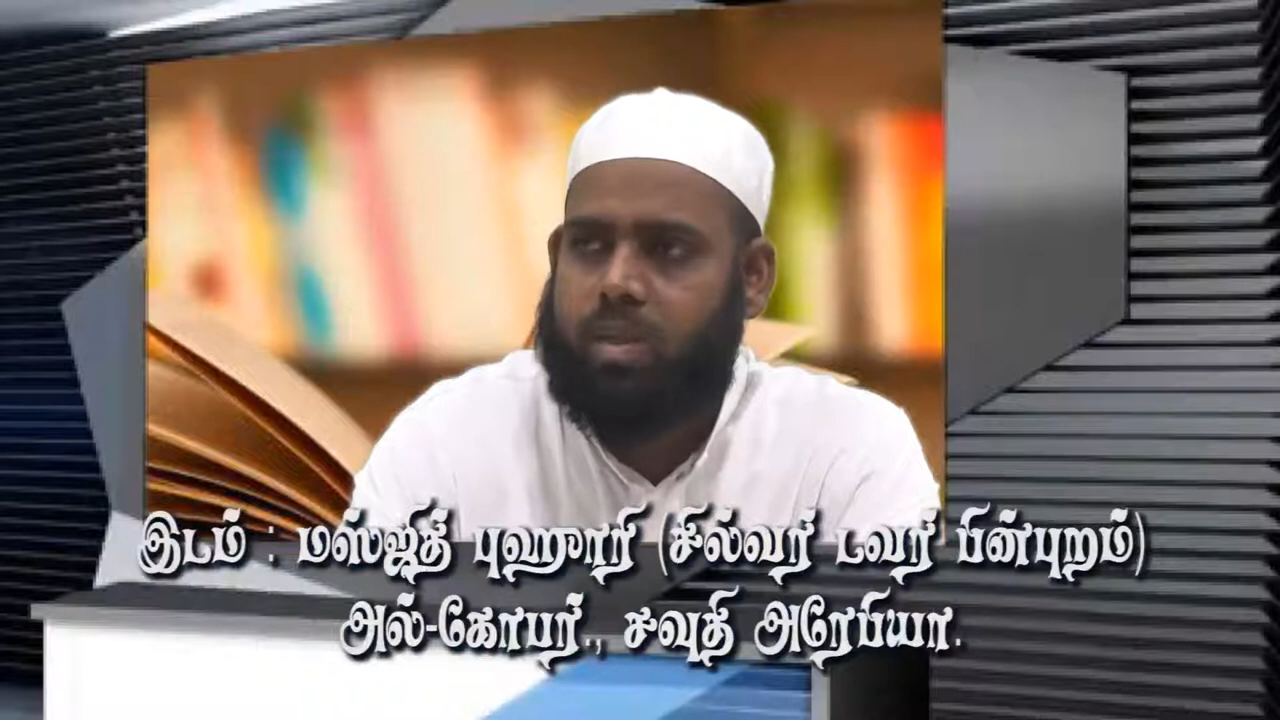 இடம் : மஸ்ஜித் புஹாரி (சில்வர் டவர் பின்புறம்)
அல்-கோபர்., சவுதி அரேபியா.